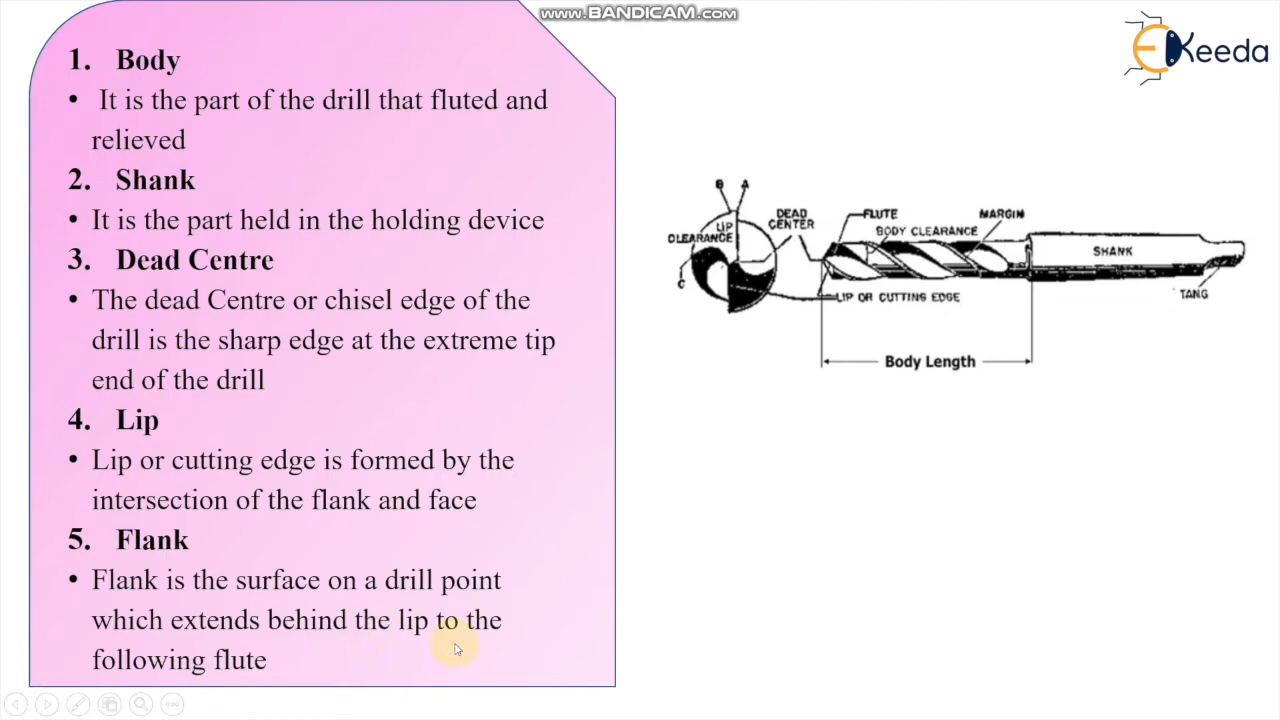 www.BANDICAM.com
EKeeda
1. Body
• It is the part of the drill that fluted and
relieved
2. Shank
• It is the part held in the holding device
3. Dead Centre
• The dead Centre or chisel edge of the
drill is the sharp edge at the extreme tip
end of the drill
4. Lip
• Lip or cutting edge is formed by the
intersection of the flank and face
5. Flank
• Flank is the surface on a drill point
which extends behind the lip to the
following flute
B A
LIP
CLEARANCE
C
DEAD
CENTER
FLUTE
BODY CLEARANCE
MARGIN
SHANK
TANG
LIP OR CUTTING EDGE
Body Length